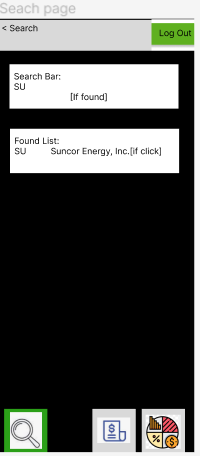 Seach page
< Search
Log Out
Search Bar:
SU
[If found]
Found List:
SU Suncor Energy, Inc.[if click]
$
%
$